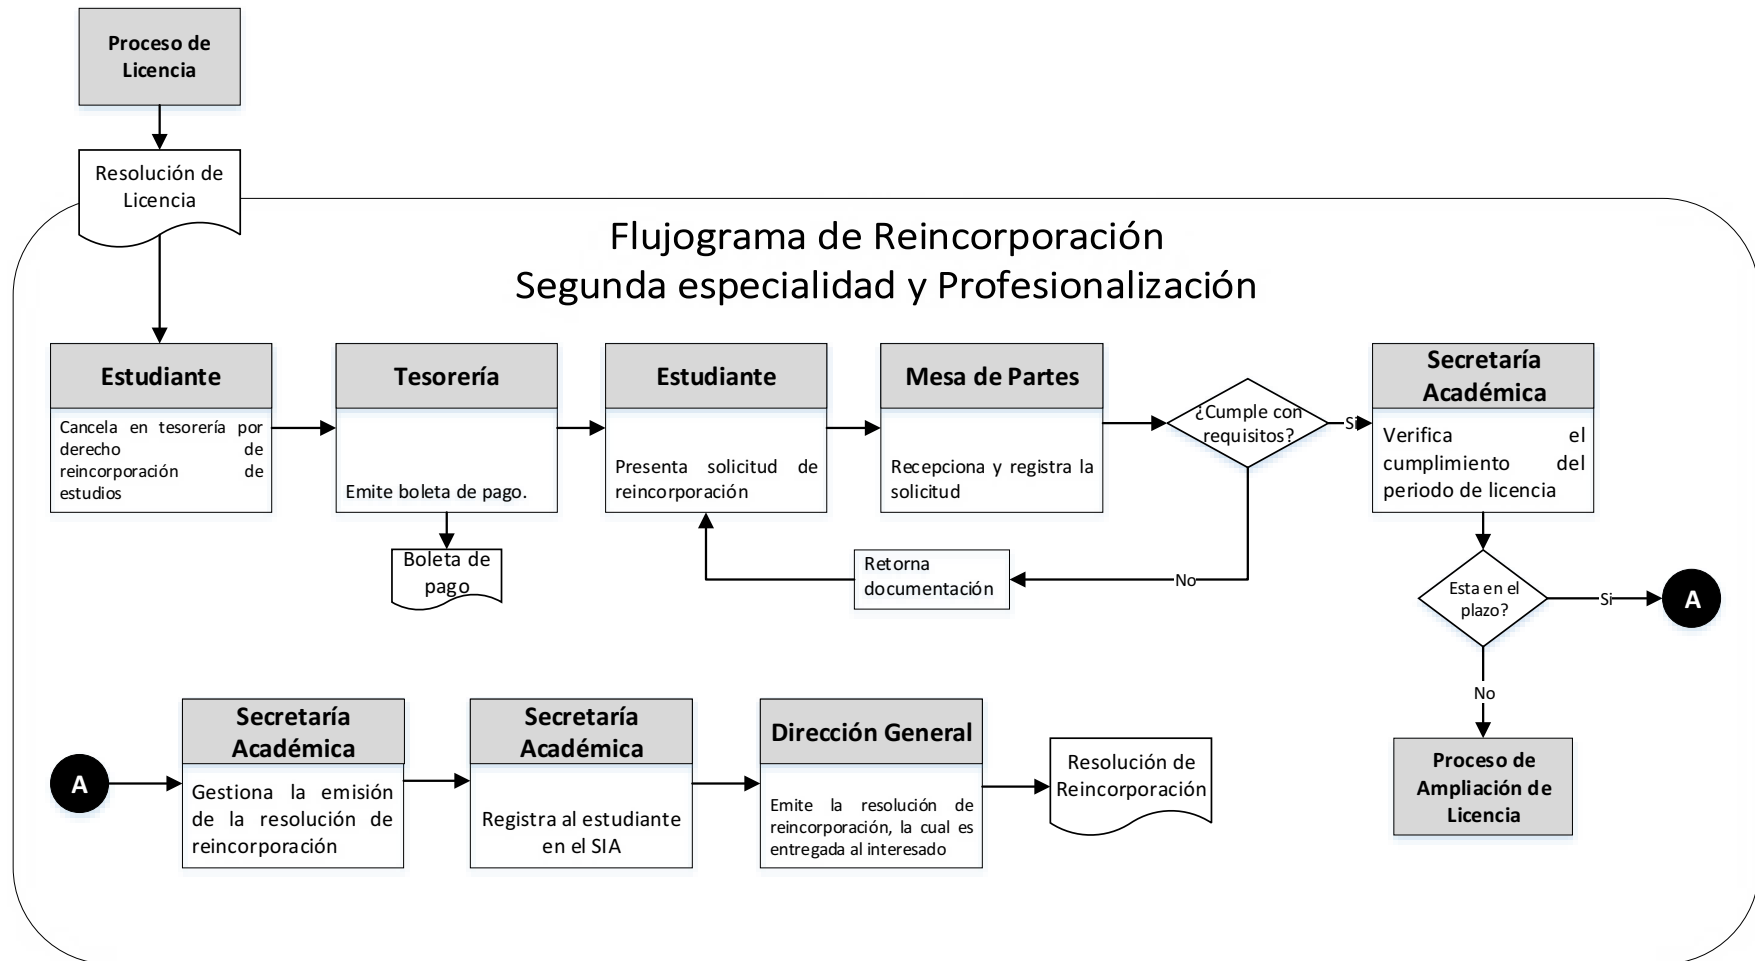 Proceso de
Licencia
Resolución de
Licencia
Flujograma de Reincorporación
Segunda especialidad y Profesionalización
Estudiante
Cancela en tesorería por
derecho de
reincorporación de
estudios
Tesorería
Emite boleta de pago.
Boleta de
pago
Estudiante
Presenta solicitud de
reincorporación
Mesa de Partes
Recepciona y registra la
solicitud
¿Cumple con
requisitos?
Si
No
Retorna
documentación
Secretaría
Académica
Verifica el
cumplimiento del
periodo de licencia
Esta en el
plazo?
Si
A
No
Proceso de
Ampliación de
Licencia
A
Secretaría
Académica
Gestiona la emisión
de la resolución de
reincorporación
Secretaría
Académica
Registra al estudiante
en el SIA
Dirección General
Emite la resolución de
reincorporación, la cual es
entregada al interesado
Resolución de
Reincorporación